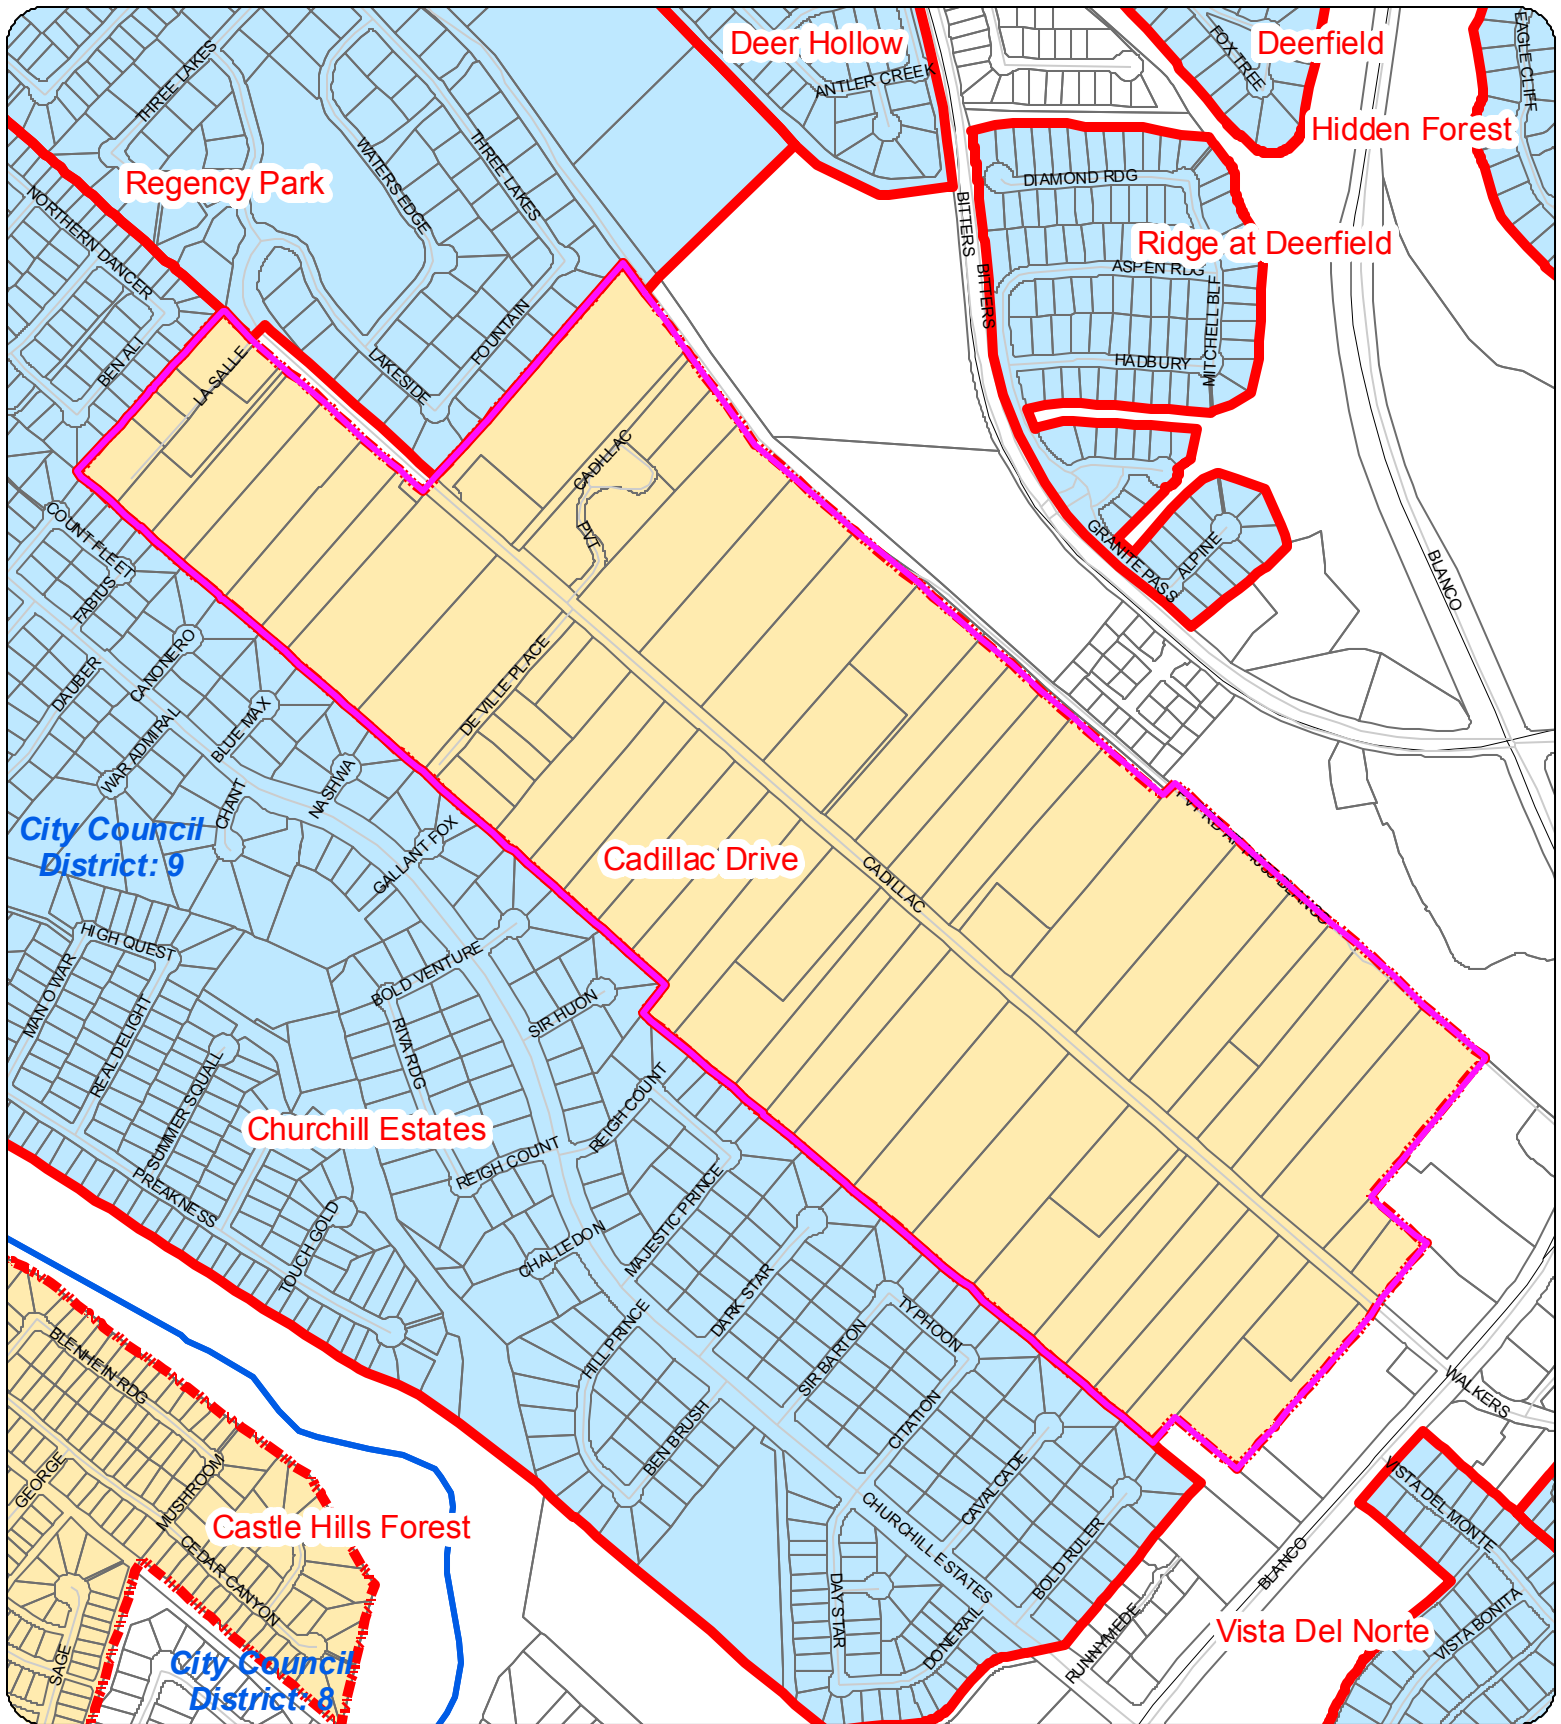 Deer Hollow
Deerfield
EAGLE CLIFF
THREE LAKES
FOX TREE
ANTLER CREEK
Hidden Forest
THREE LAKES
WATERS EDGE
Regency Park
DIAMOND RDG
NORTHERN DANCER
BITTERS
Ridge at Deerfield
ASPEN RDG
BITTERS
MITCHELL BLF
FOUNTAIN
BEN ALI
LA SALLE
LAKESIDE
HADBURY
CADILLAC
PVT
COUNT FLEET
GRANITE PASS
ALPINE
BLANCO
FABIUS
CANONERO
DAUBER
DE VILLE PLACE
BLUE MAX
WAR ADMIRAL
NASHWA
CHANT
City Council
District: 9
GALLANT FOX
Cadillac Drive
CADILLAC
HIGH QUEST
BOLD VENTURE
MAN O WAR
SIR HUON
REAL DELIGHT
RIVA RDG
SUMMER SQUALL
REIGH COUNT
Churchill Estates
REIGH COUNT
PREAKNESS
MAJESTIC PRINCE
TOUCH GOLD
CHALLEDON
DARK STAR
TYPHOON
HILL PRINCE
SIR BARTON
BLENHEIN RDG
WALKERS
CITATION
BEN BRUSH
GEORGE
MUSHROOM
CAVALCADE
VISTA DEL MONTE
Castle Hills Forest
CHURCHILL ESTATES
CEDAR CANYON
BOLD RULER
BLANCO
DAY STAR
DONERAIL
RUNNYMEDE
Vista Del Norte
VISTA BONITA
SAGE
City Council
District: 8